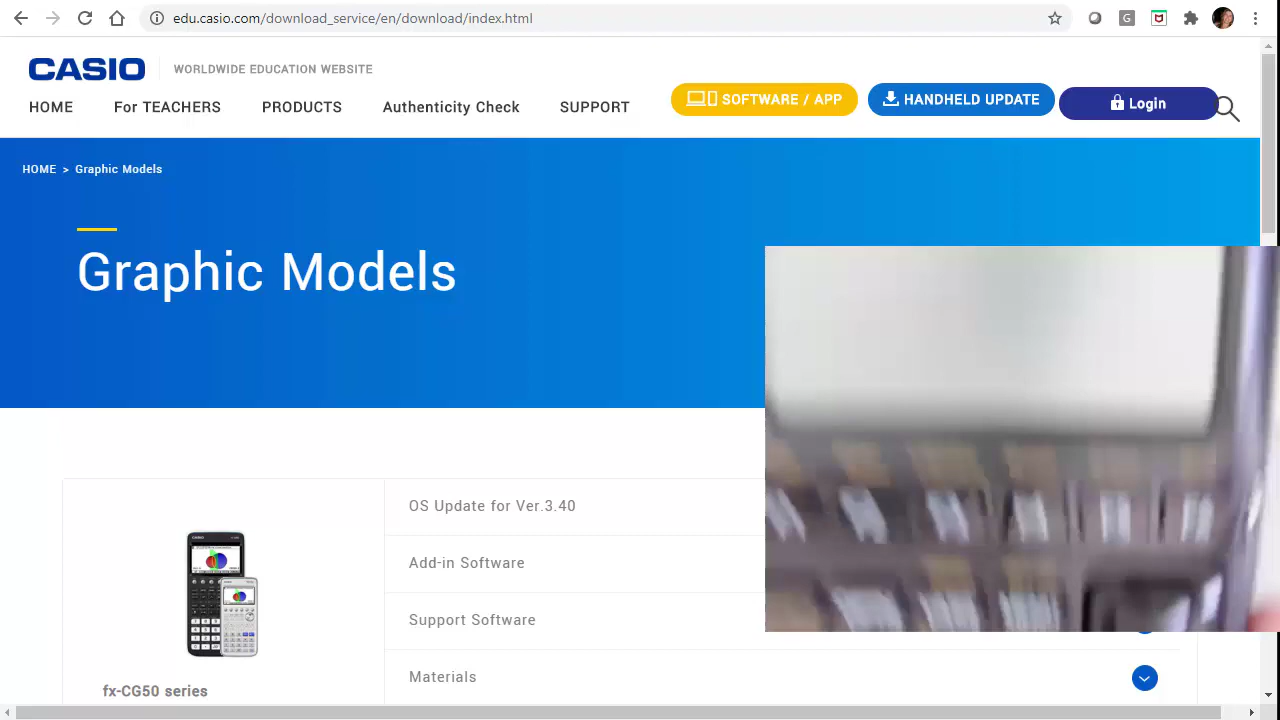 edu.casio.com/download_service/en/download/index.html
CASIO WORLDWIDE EDUCATION WEBSITE
HOME For TEACHERS PRODUCTS Authenticity Check SUPPORT SOFTWARE / APP HANDHELD UPDATE Login
HOME > Graphic Models
Graphic Models
OS Update for Ver.3.40
Add-in Software
Support Software
Materials
fx-CG50 series